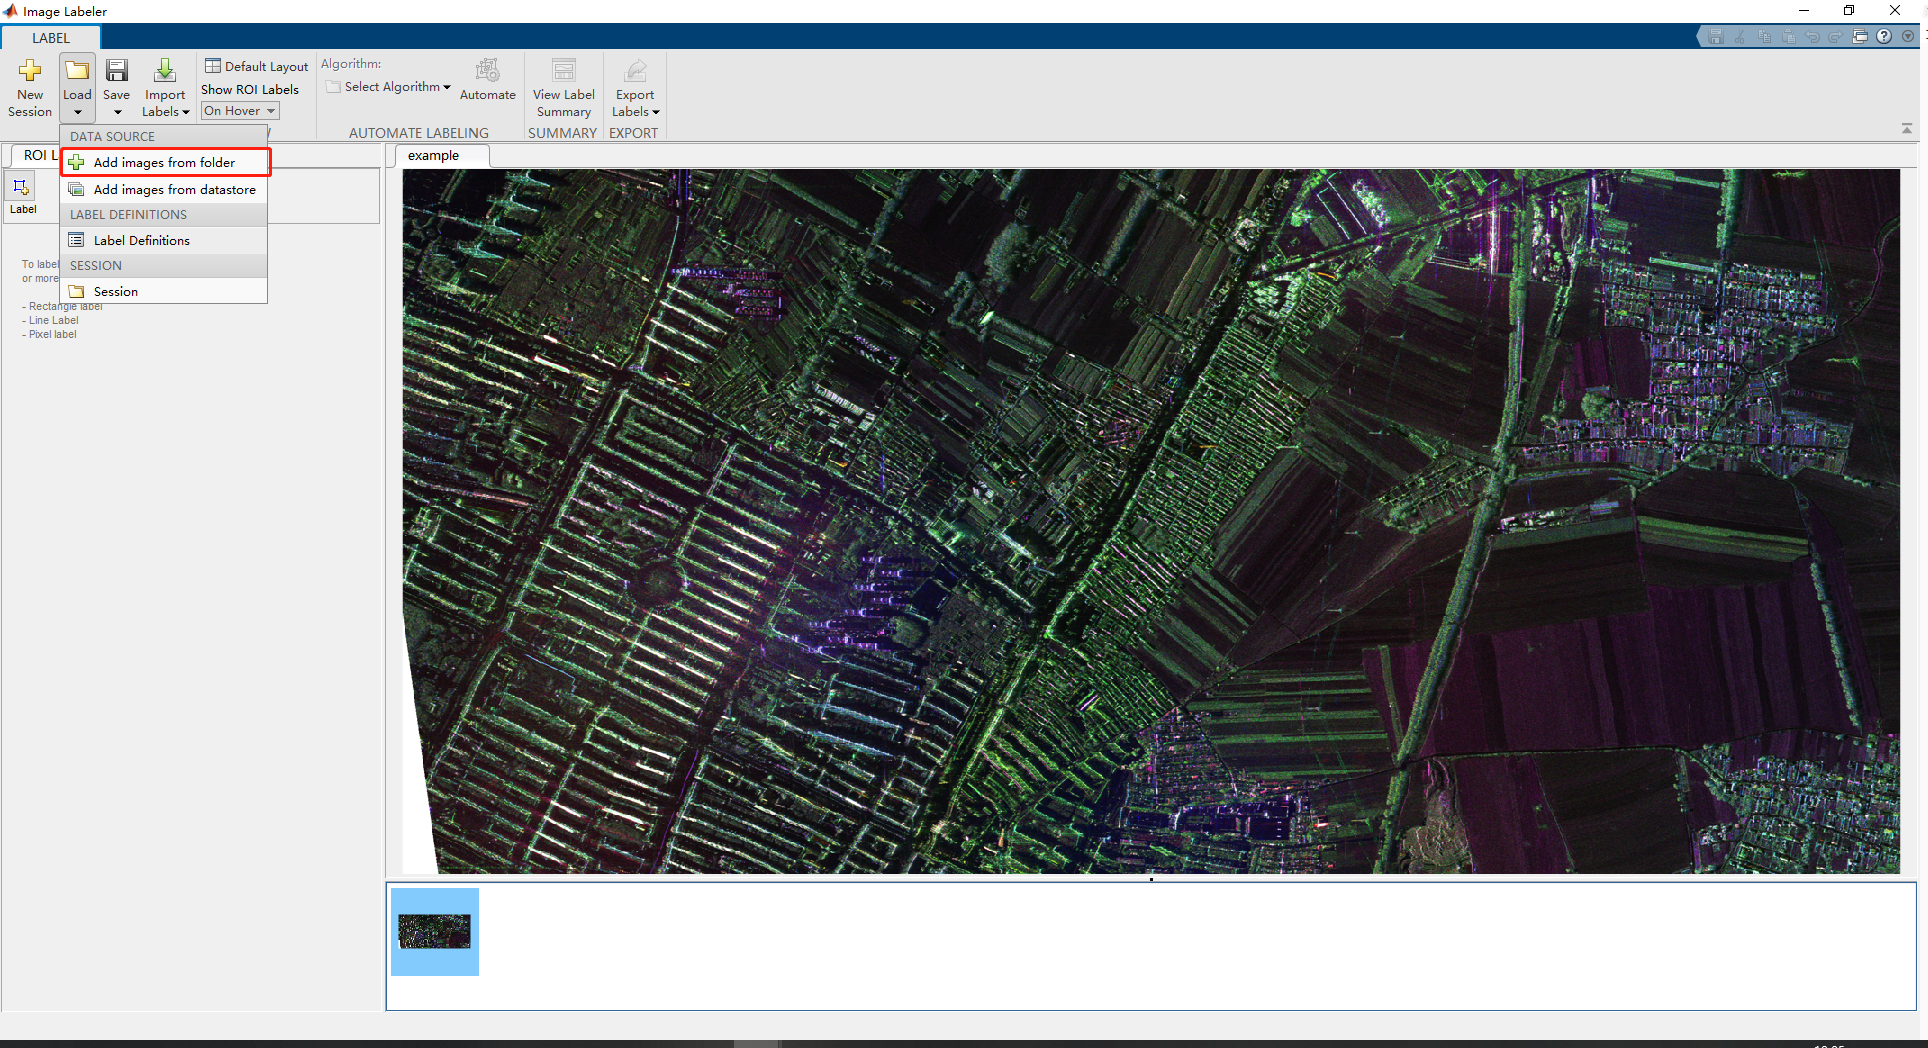 Image Labeler
LABEL
New Session
Load
Save
Import Labels
Default Layout
Show ROI Labels
On Hover
Algorithm:
Select Algorithm
Automate
AUTOMATE LABELING
View Label Summary
SUMMARY
Export Labels
EXPORT
DATA SOURCE
Add images from folder
Add images from datastore
LABEL DEFINITIONS
Label Definitions
SESSION
Session
ROI L
Label
To label
or more
- Rectangle label
- Line Label
- Pixel label
example